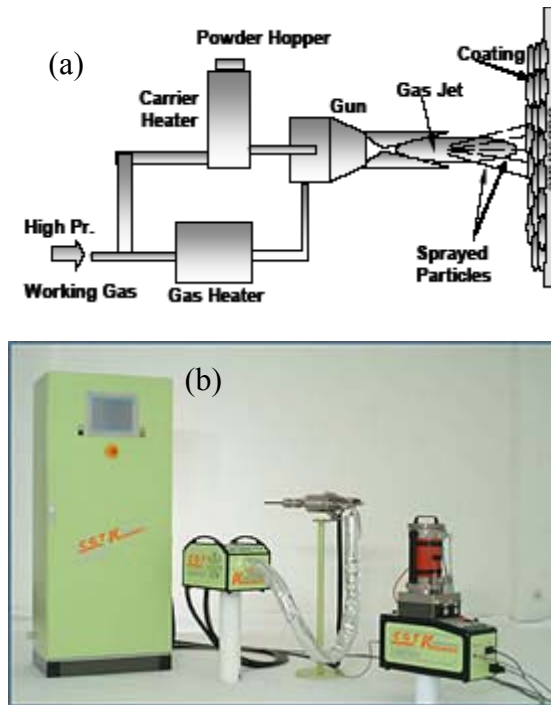 (a)
Powder Hopper
Carrier
Heater
Gun
Gas Jet
Coating
High Pr.
Working Gas
Gas Heater
Sprayed
Particles
(b)